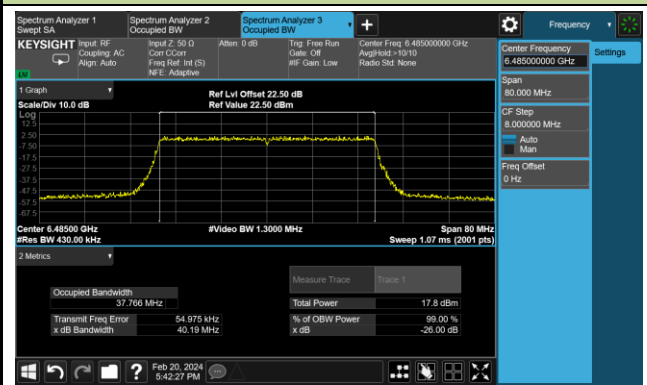 Spectrum Analyzer 1
Swept SA
Spectrum Analyzer 2
Occupied BW
Spectrum Analyzer 3
Occupied BW
+
Frequency
KEYSIGHT
Input: RF
Coupling: AC
Align: Auto
Input Z: 50 Ω
Corr CCorr
Freq Ref: Int (S)
NFE: Adaptive
Atten: 0 dB
Trig: Free Run
Gate: Off
#IF Gain: Low
Center Freq: 6.485000000 GHz
Avg|Hold:>10/10
Radio Std: None
Center Frequency
6.485000000 GHz
Settings
Span
80.000 MHz
CF Step
8.000000 MHz
Auto
Man
Freq Offset
0 Hz
1 Graph
Scale/Div 10.0 dB
Ref Lvl Offset 22.50 dB
Ref Value 22.50 dBm
Log
12.5
2.50
-7.50
-17.5
-27.5
-37.5
-47.5
-57.5
-67.5
Center 6.48500 GHz
#Res BW 430.00 kHz
#Video BW 1.3000 MHz
Span 80 MHz
Sweep 1.07 ms (2001 pts)
2 Metrics
Measure Trace
Trace 1
Occupied Bandwidth
37.766 MHz
Total Power
17.8 dBm
Transmit Freq Error
54.975 kHz
% of OBW Power
99.00 %
x dB Bandwidth
40.19 MHz
x dB
-26.00 dB
?
Feb 20, 2024
5:42:27 PM